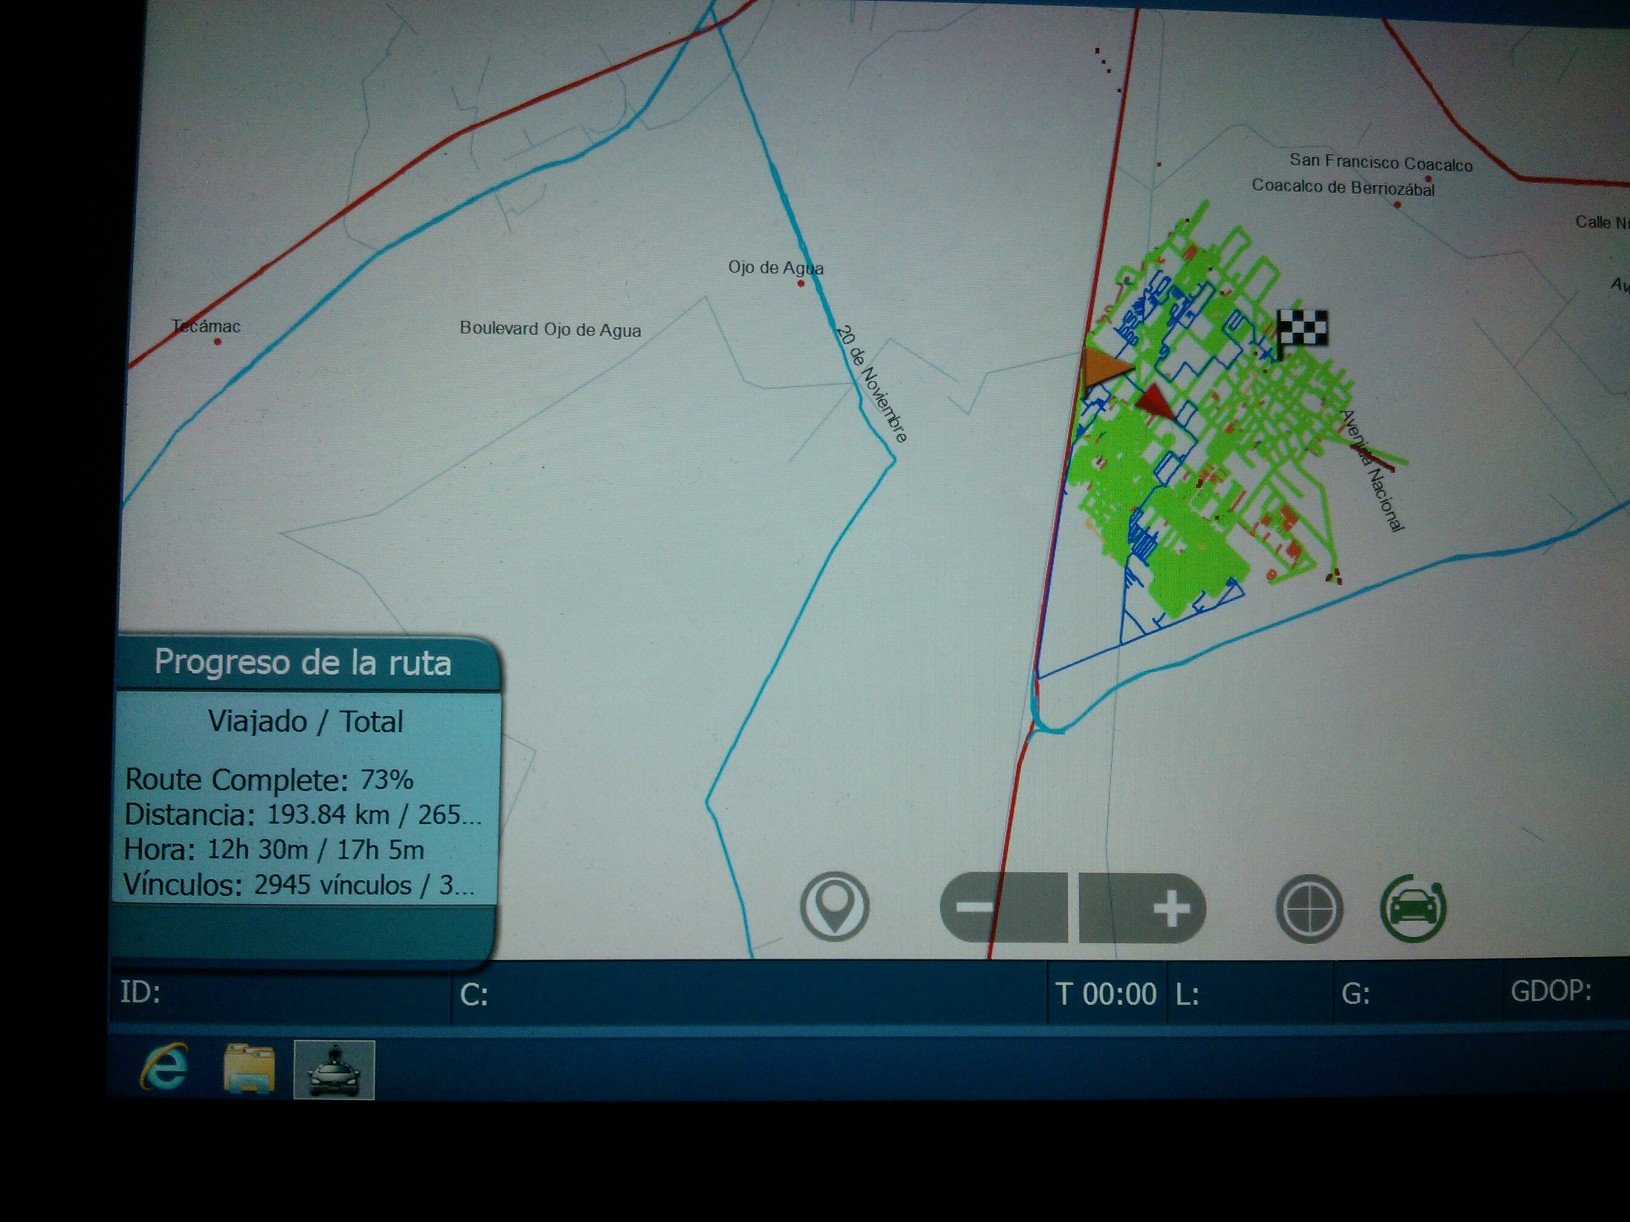 San Francisco Coacalco
Coacalco de Berriozábal
Calle Ni
Av
Ojo de Agua
Tecámac
Boulevard Ojo de Agua
20 de Noviembre
Avenida Nacional
Progreso de la ruta
Viajado / Total
Route Complete: 73%
Distancia: 193.84 km / 265...
Hora: 12h 30m / 17h 5m
Vínculos: 2945 vínculos / 3...
ID:
C:
T 00:00
L:
G:
GDOP: